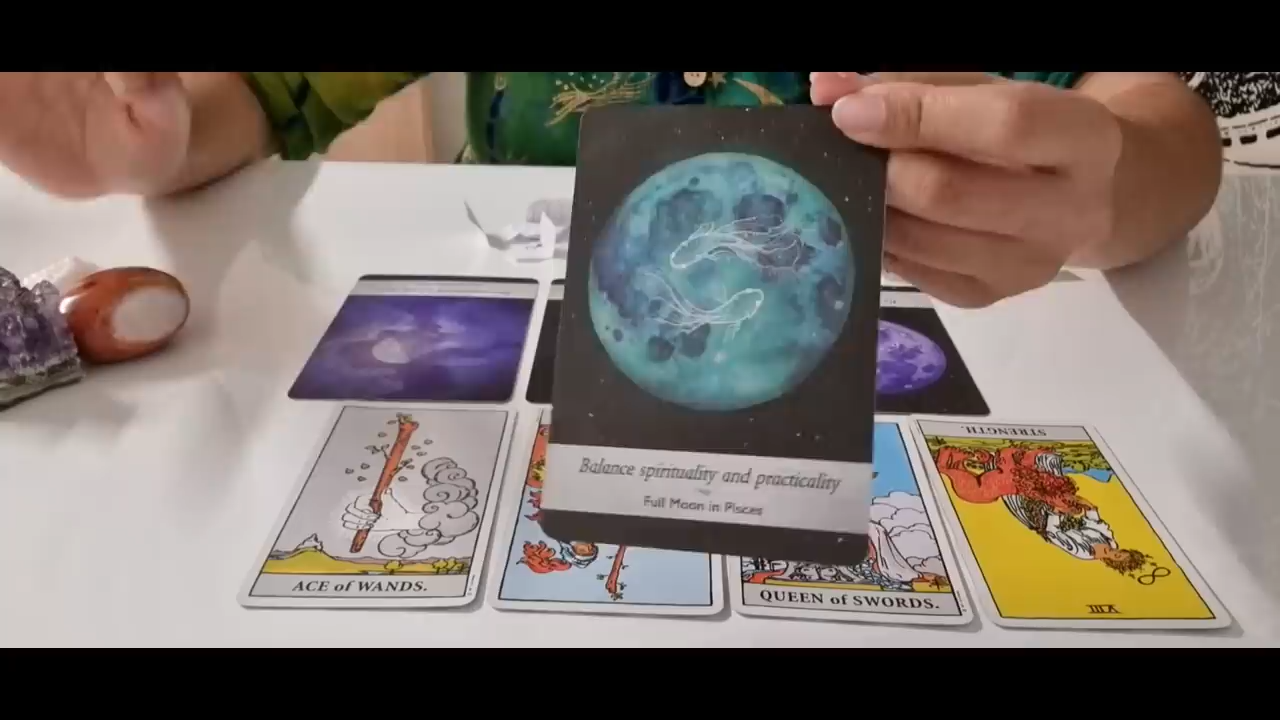 Balance spirituality and practicality
Full Moon in Pisces
STRENGTH.
ACE of WANDS.
QUEEN of SWORDS.
VIII